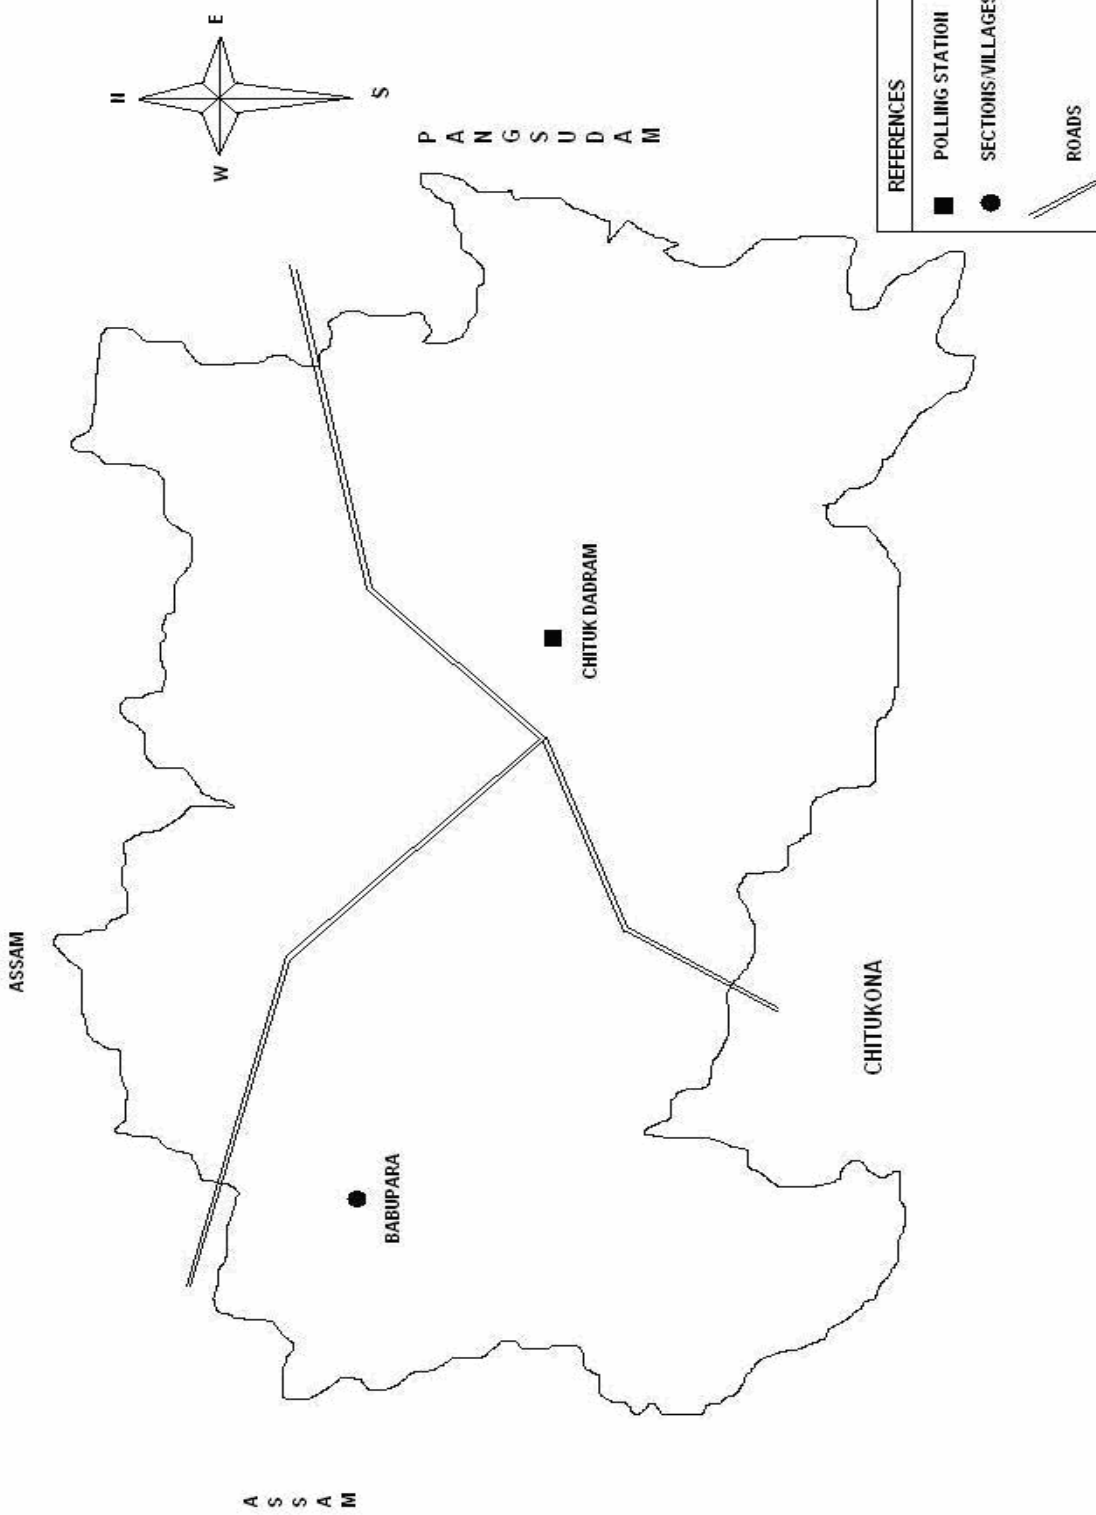 ASSAM
N
E
W
S
PANGSUDAM
ASSAM
BABUPARA
CHITUK DADRAM
CHITUKONA
REFERENCES
POLLING STATION
SECTIONS/VILLAGES
ROADS